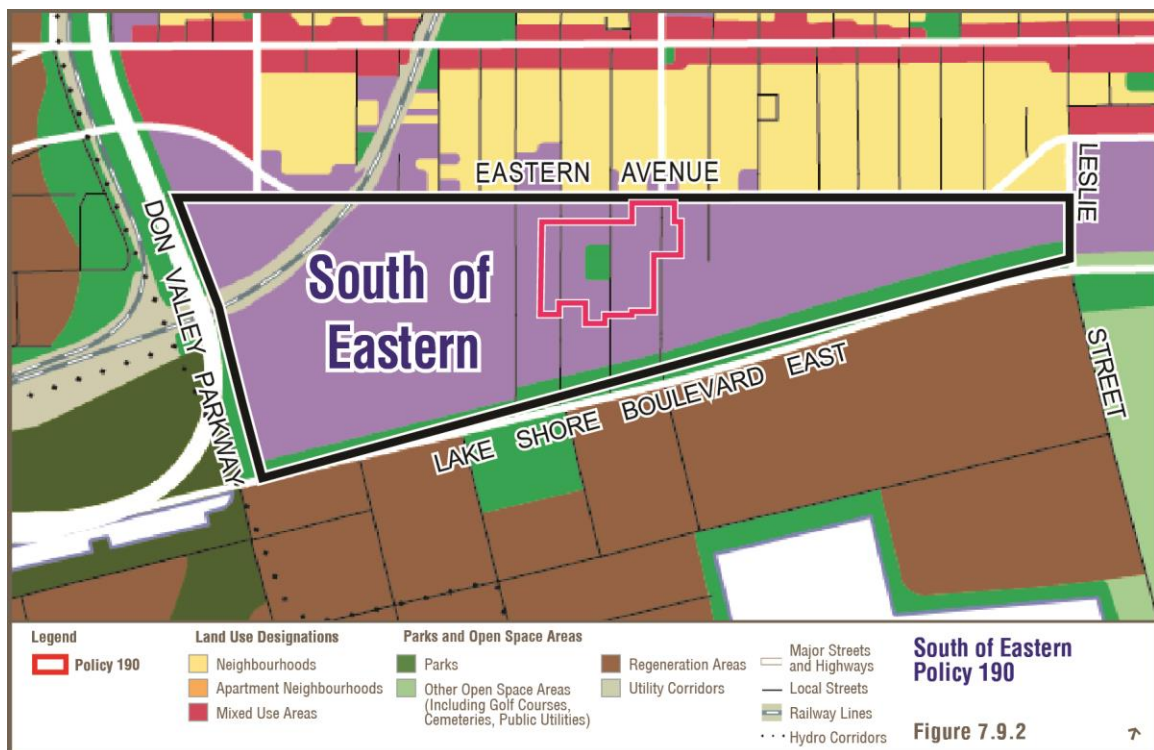 EASTERN AVENUE
LESLIE
STREET
DON VALLEY PARKWAY
South of
Eastern
LAKE SHORE BOULEVARD EAST
Legend
Policy 190
Land Use Designations
Neighbourhoods
Apartment Neighbourhoods
Mixed Use Areas
Parks and Open Space Areas
Parks
Other Open Space Areas
(Including Golf Courses,
Cemeteries, Public Utilities)
Regeneration Areas
Utility Corridors
Major Streets
and Highways
Local Streets
Railway Lines
Hydro Corridors
South of Eastern
Policy 190
Figure 7.9.2